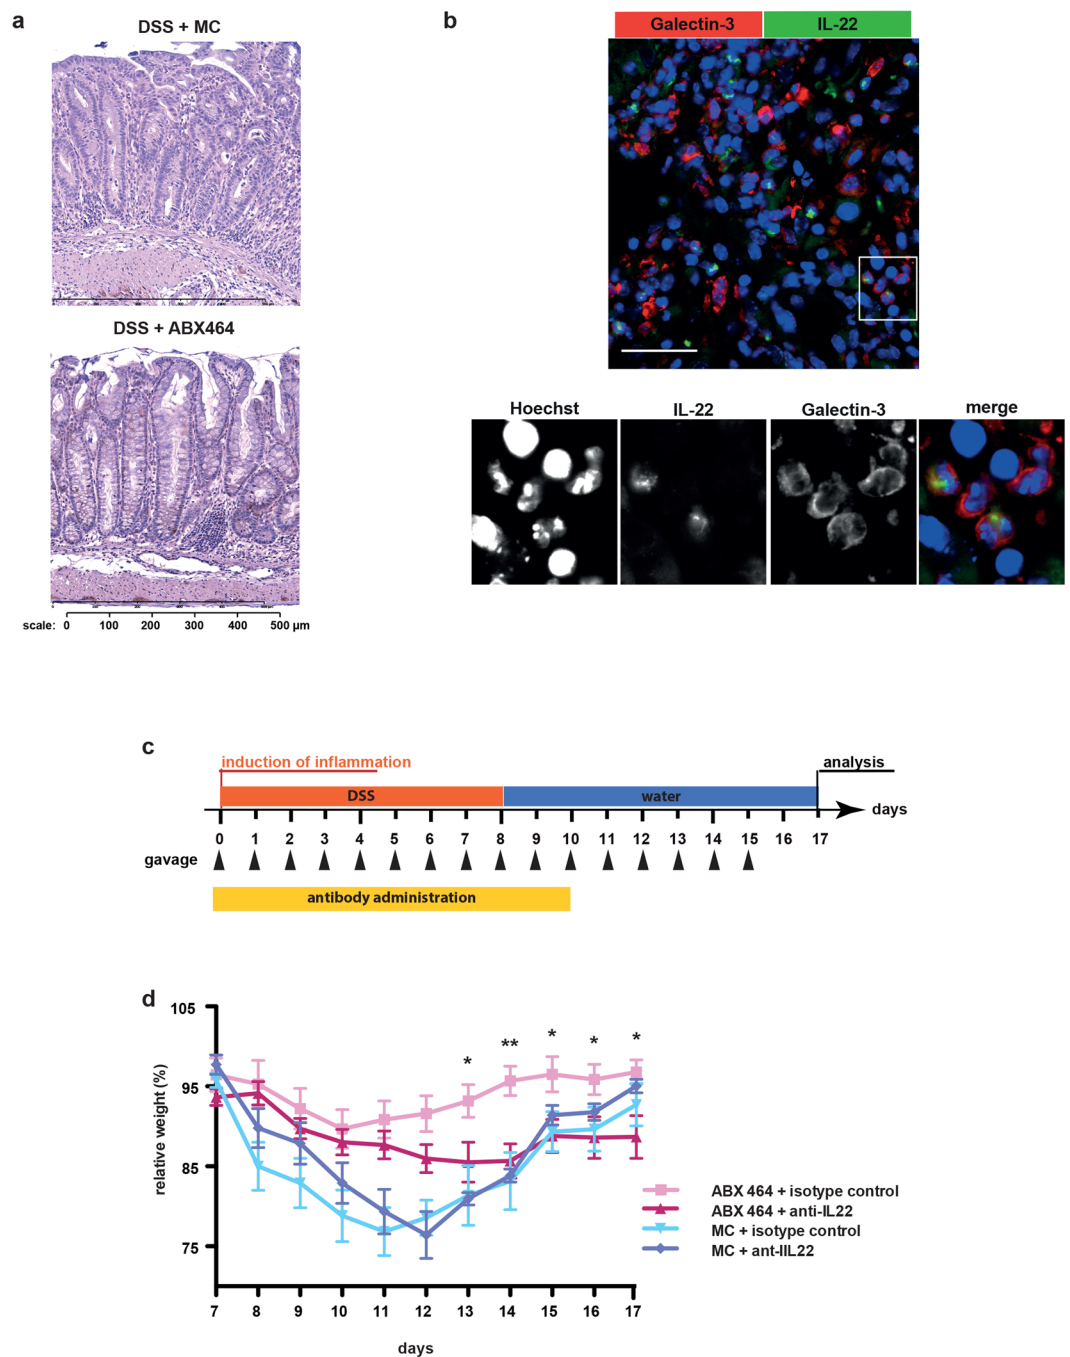 a
DSS + MC
DSS + ABX464
scale: 0 100 200 300 400 500 µm
b
Galectin-3 IL-22
Hoechst IL-22 Galectin-3 merge
c
induction of inflammation
analysis
DSS water
days
0 1 2 3 4 5 6 7 8 9 10 11 12 13 14 15 16 17
gavage
antibody administration
d
105
95
85
75
relative weight (%)
* ** * * *
7 8 9 10 11 12 13 14 15 16 17
days
ABX 464 + isotype control
ABX 464 + anti-IL22
MC + isotype control
MC + ant-IIL22